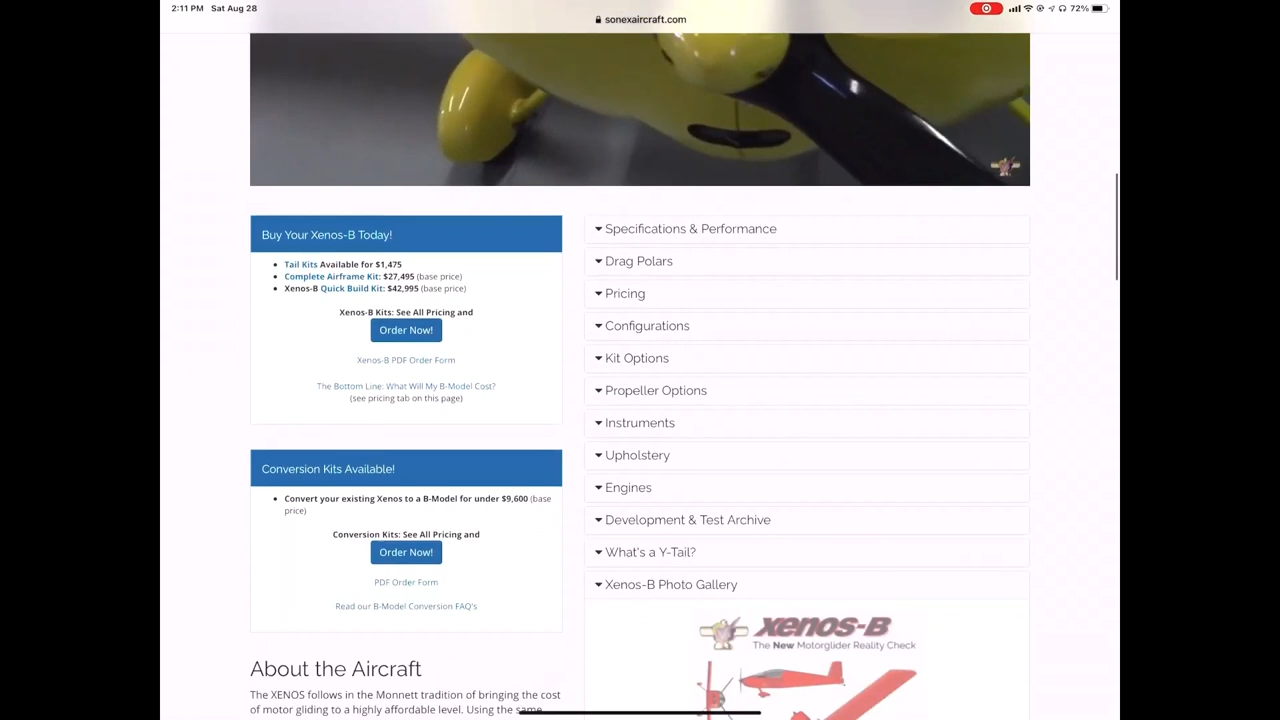 2:11 PM Sat Aug 28
sonexaircraft.com
72%
Buy Your Xenos-B Today!
Tail Kits Available for $1,475
Complete Airframe Kit: $27,495 (base price)
Xenos-B Quick Build Kit: $42,995 (base price)
Xenos-B Kits: See All Pricing and
Order Now!
Xenos-B PDF Order Form
The Bottom Line: What Will My B-Model Cost?
(see pricing tab on this page)
Conversion Kits Available!
Convert your existing Xenos to a B-Model for under $9,600 (base
price)
Conversion Kits: See All Pricing and
Order Now!
PDF Order Form
Read our B-Model Conversion FAQ's
About the Aircraft
The XENOS follows in the Monnett tradition of bringing the cost
of motor gliding to a highly affordable level. Using the same
Specifications & Performance
Drag Polars
Pricing
Configurations
Kit Options
Propeller Options
Instruments
Upholstery
Engines
Development & Test Archive
What's a Y-Tail?
Xenos-B Photo Gallery
xenos-B
The New Motorglider Reality Check